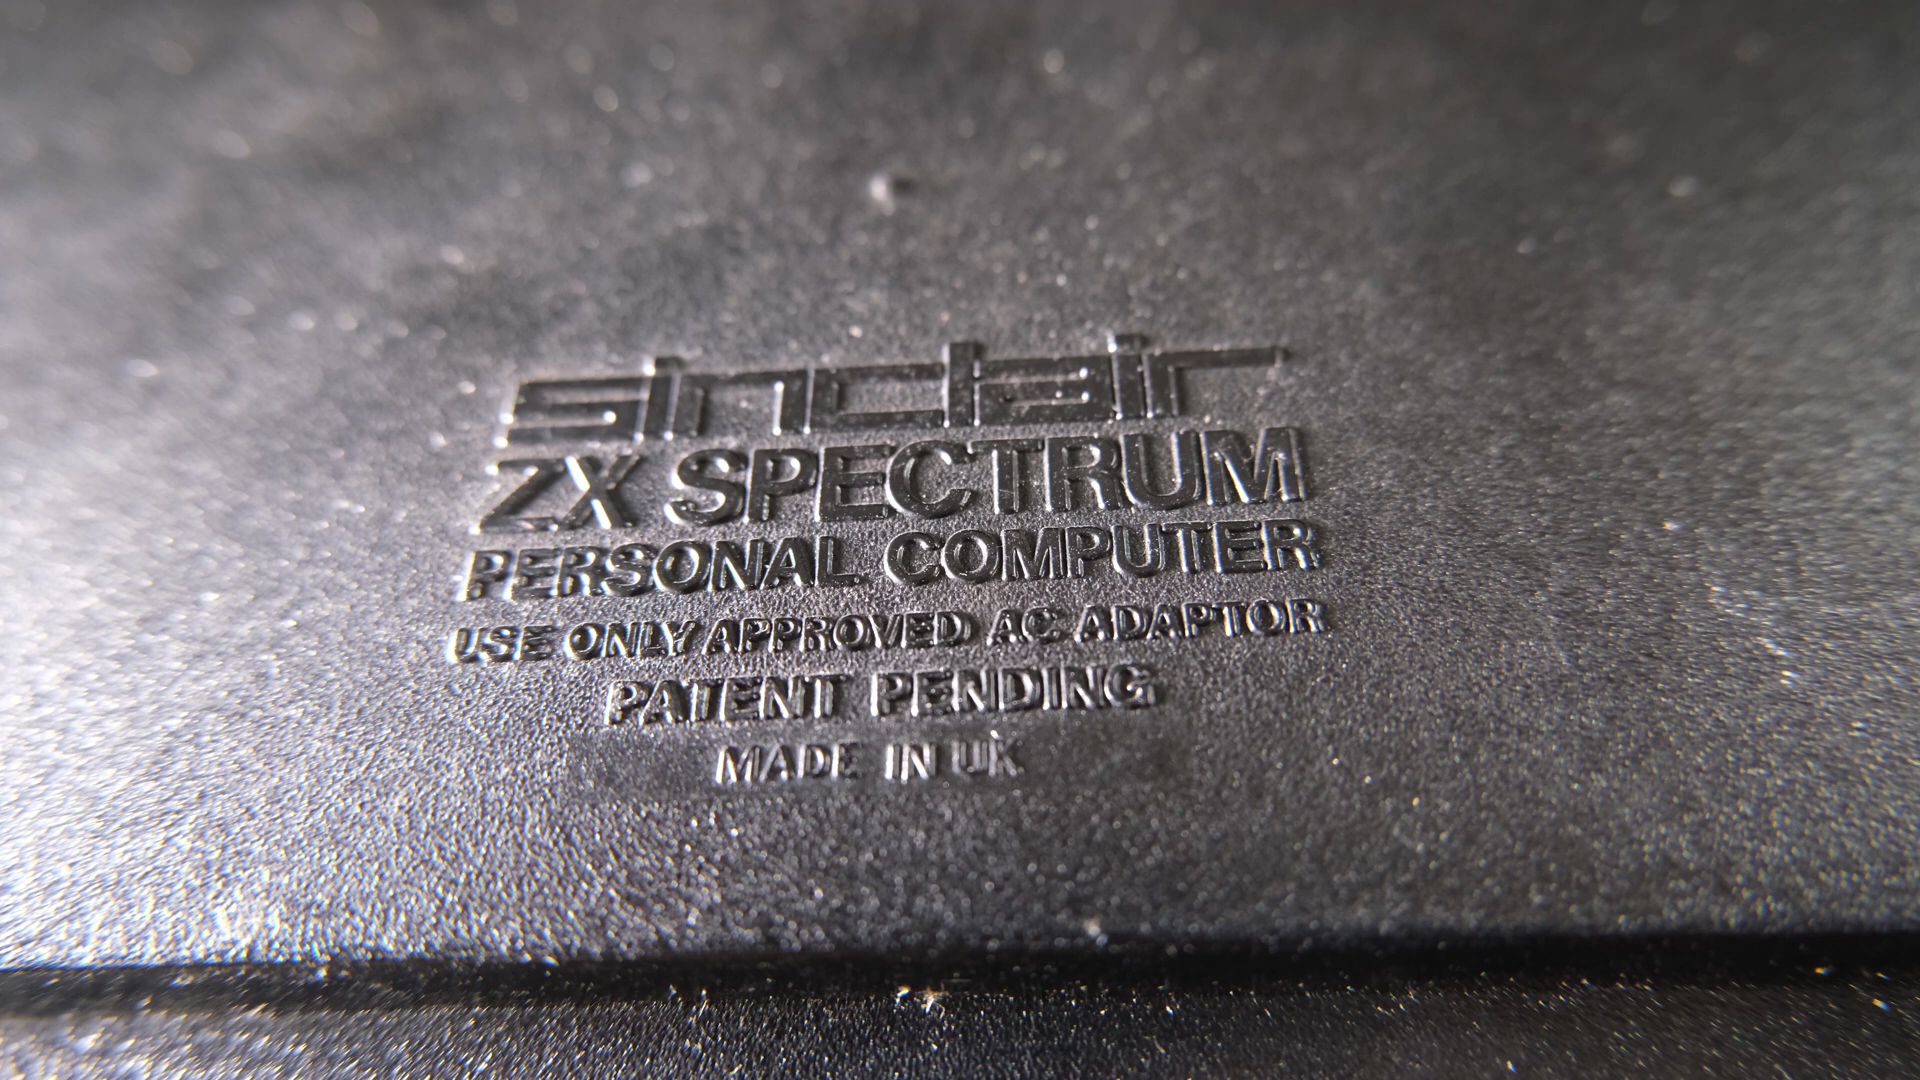 sinclair
ZX SPECTRUM
PERSONAL COMPUTER
USE ONLY APPROVED AC ADAPTOR
PATENT PENDING
MADE IN UK